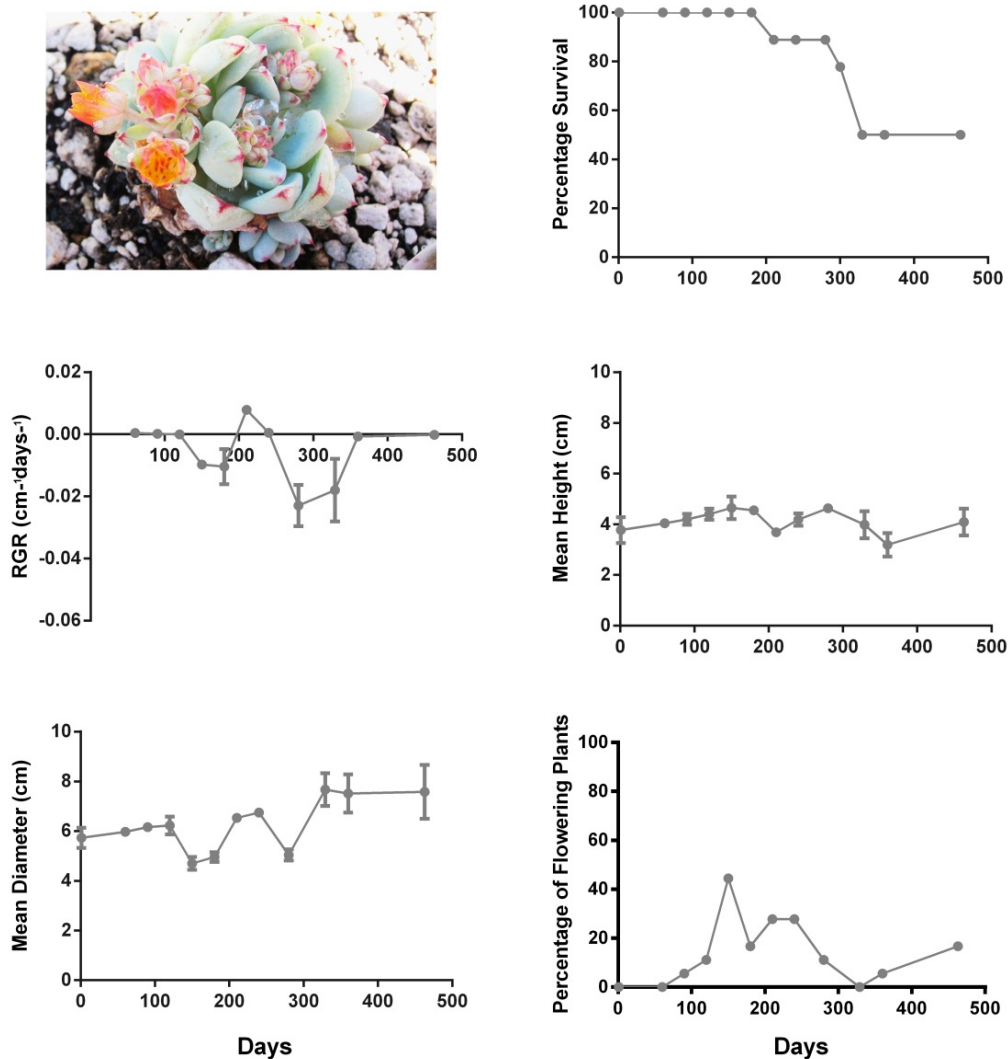 Percentage Survival
100
80
60
40
20
0
0 100 200 300 400 500
RGR (cm-¹days-¹)
0.02
0.00
-0.02
-0.04
-0.06
100 200 300 400 500
Mean Height (cm)
10
8
6
4
2
0
0 100 200 300 400 500
Mean Diameter (cm)
10
8
6
4
2
0
0 100 200 300 400 500
Days
Percentage of Flowering Plants
100
80
60
40
20
0
0 100 200 300 400 500
Days